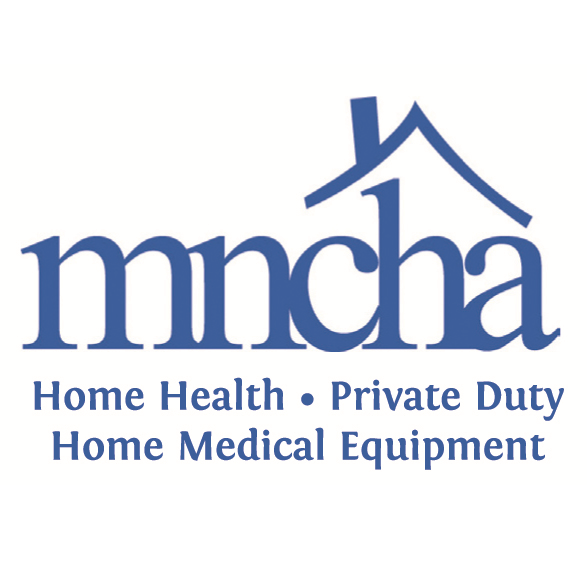 mncha
Home Health • Private Duty
Home Medical Equipment